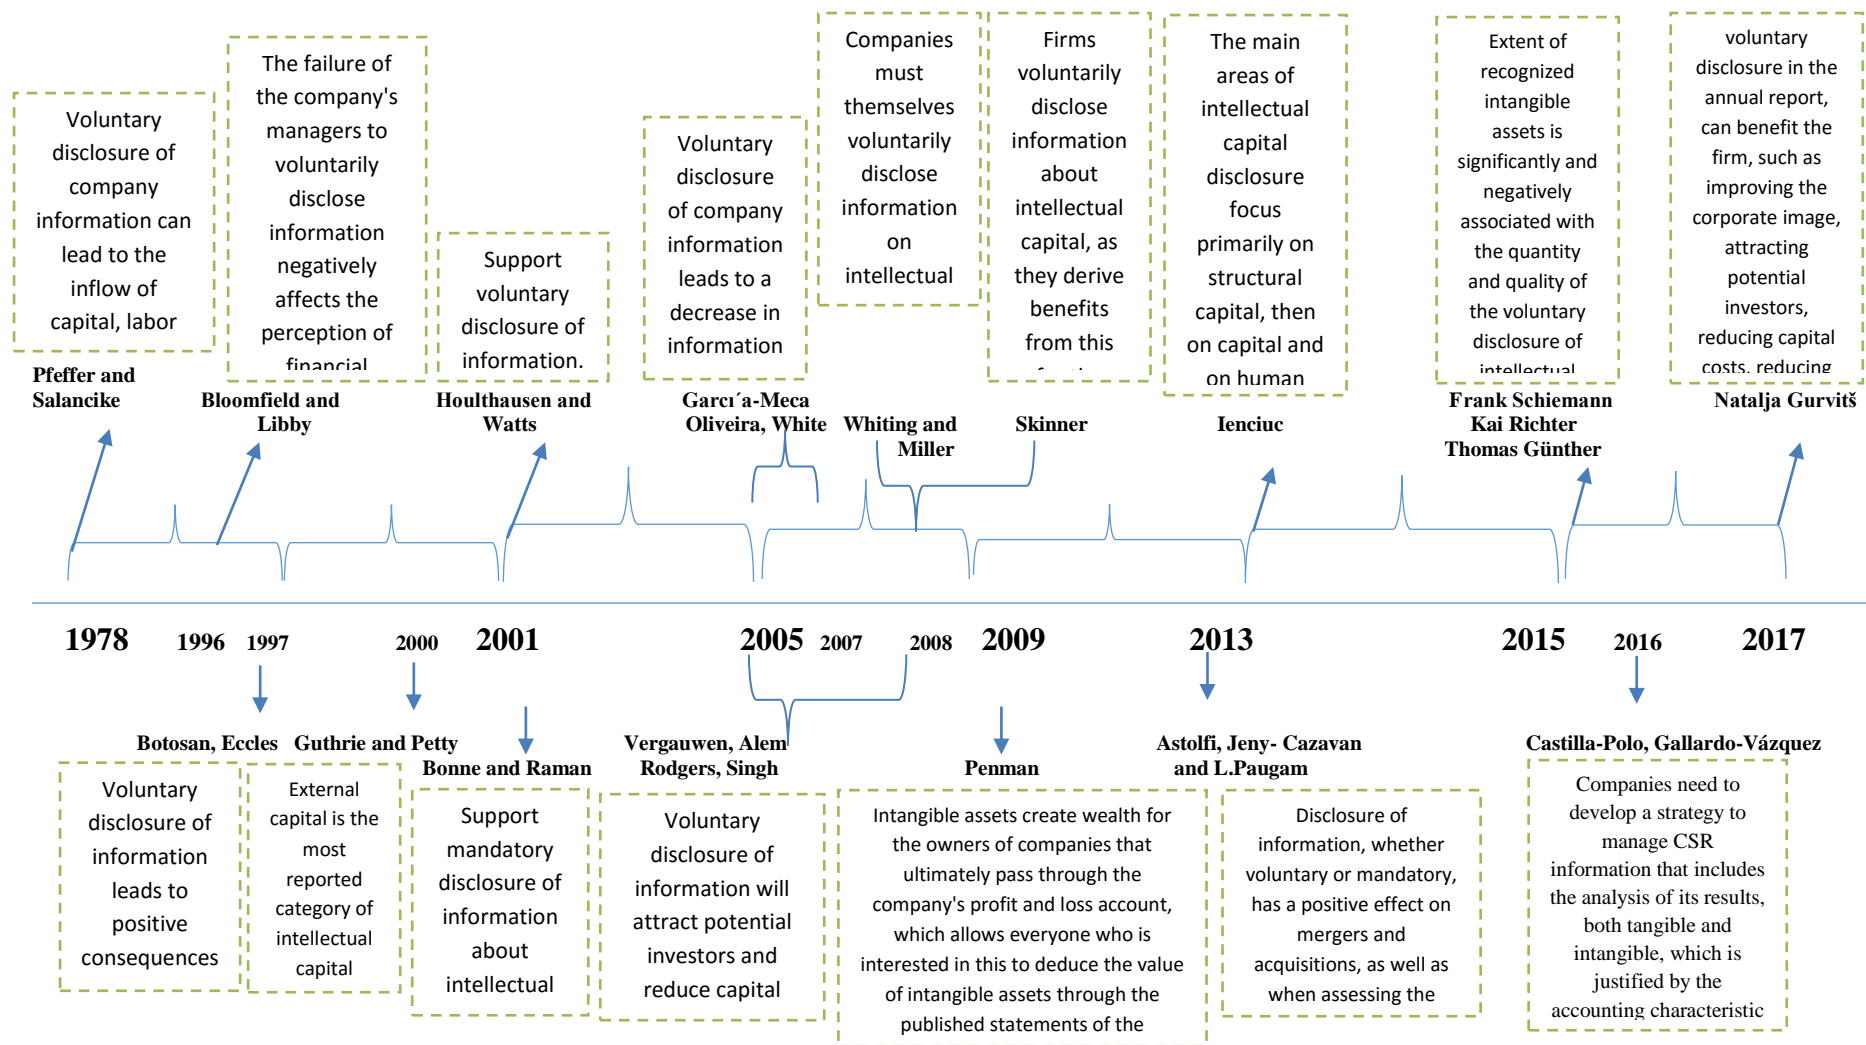 Voluntary
disclosure of
company
information can
lead to the
inflow of
capital, labor
Pfeffer and
Salancike
The failure of
the company's
managers to
voluntarily
disclose
information
negatively
affects the
perception of
financial
Bloomfield and
Libby
Support
voluntary
disclosure of
information.
Houlthausen and
Watts
Voluntary
disclosure
of company
information
leads to a
decrease in
information
Garcı´a-Meca
Oliveira, White
Companies
must
themselves
voluntarily
disclose
information
on
intellectual
Whiting and
Miller
Firms
voluntarily
disclose
information
about
intellectual
capital, as
they derive
benefits
from this
Skinner
The main
areas of
intellectual
capital
disclosure
focus
primarily on
structural
capital, then
on capital and
on human
Ienciuc
Extent of
recognized
intangible
assets is
significantly and
negatively
associated with
the quantity
and quality of
the voluntary
disclosure of
intellectual
Frank Schiemann
Kai Richter
Thomas Günther
voluntary
disclosure in the
annual report,
can benefit the
firm, such as
improving the
corporate image,
attracting
potential
investors,
reducing capital
costs, reducing
Natalja Gurvitš
1978 1996 1997 2000 2001 2005 2007 2008 2009 2013 2015 2016 2017
Botosan, Eccles
Voluntary
disclosure of
information
leads to
positive
consequences
Guthrie and Petty
External
capital is the
most
reported
category of
intellectual
capital
Bonne and Raman
Support
mandatory
disclosure of
information
about
intellectual
Vergauwen, Alem
Rodgers, Singh
Voluntary
disclosure of
information will
attract potential
investors and
reduce capital
Penman
Intangible assets create wealth for
the owners of companies that
ultimately pass through the
company's profit and loss account,
which allows everyone who is
interested in this to deduce the value
of intangible assets through the
published statements of the
Astolfi, Jeny- Cazavan
and L.Paugam
Disclosure of
information, whether
voluntary or mandatory,
has a positive effect on
mergers and
acquisitions, as well as
when assessing the
Castilla-Polo, Gallardo-Vázquez
Companies need to
develop a strategy to
manage CSR
information that includes
the analysis of its results,
both tangible and
intangible, which is
justified by the
accounting characteristic